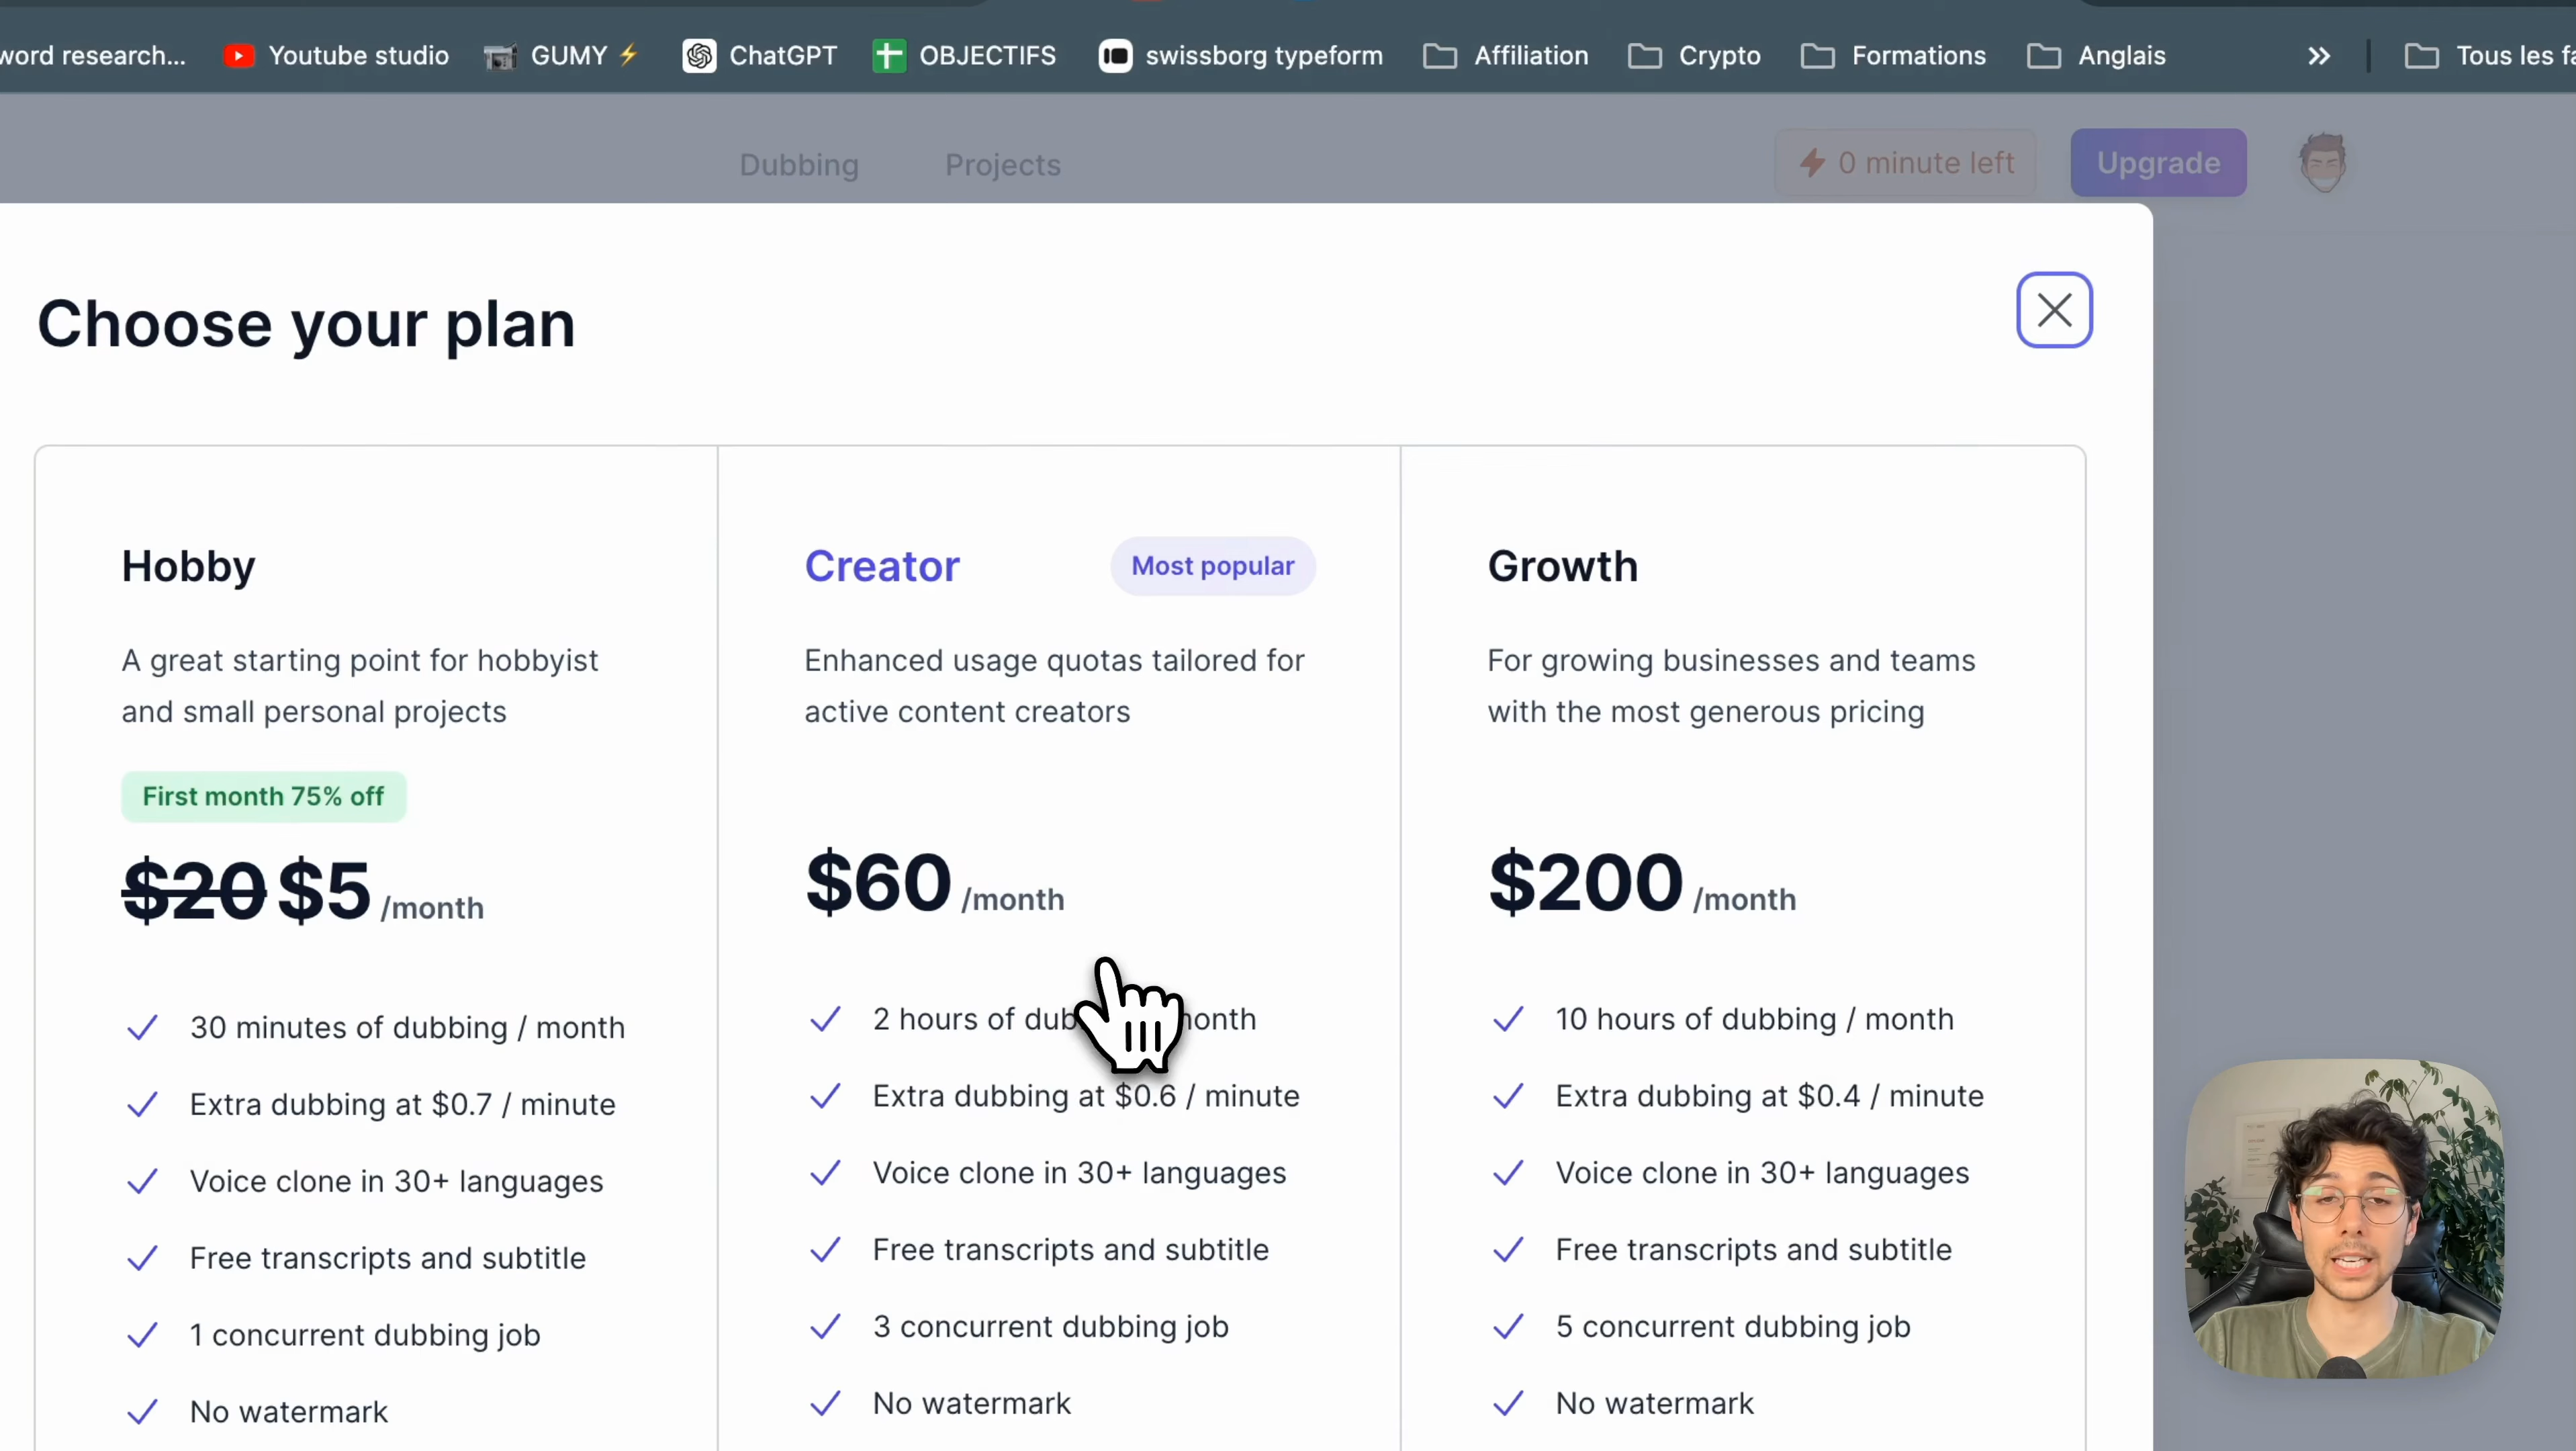 word research...
Youtube studio
GUMY⚡
ChatGPT
OBJECTIFS
swissborg typeform
Affiliation
Crypto
Formations
Anglais
Tous les fa
Dubbing
Projects
0 minute left
Upgrade
Choose your plan
Hobby
A great starting point for hobbyist
and small personal projects
First month 75% off
$20 $5 /month
30 minutes of dubbing / month
Extra dubbing at $0.7 / minute
Voice clone in 30+ languages
Free transcripts and subtitle
1 concurrent dubbing job
No watermark
Creator
Most popular
Enhanced usage quotas tailored for
active content creators
$60 /month
2 hours of dub onth
Extra dubbing at $0.6 / minute
Voice clone in 30+ languages
Free transcripts and subtitle
3 concurrent dubbing job
No watermark
Growth
For growing businesses and teams
with the most generous pricing
$200 /month
10 hours of dubbing / month
Extra dubbing at $0.4 / minute
Voice clone in 30+ languages
Free transcripts and subtitle
5 concurrent dubbing job
No watermark